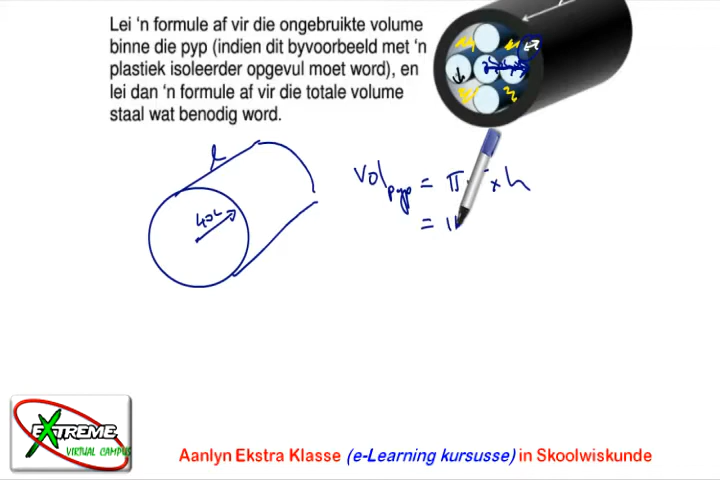 Lei 'n formule af vir die ongebruikte volume
binne die pyp (indien dit byvoorbeeld met 'n
plastiek isoleerder opgevul moet word), en
lei dan 'n formule af vir die totale volume
staal wat benodig word.
l
Vol pyp = π × h
=
EXTREME
VIRTUAL CAMPUS
Aanlyn Ekstra Klasse (e-Learning kursusse) in Skoolwiskunde